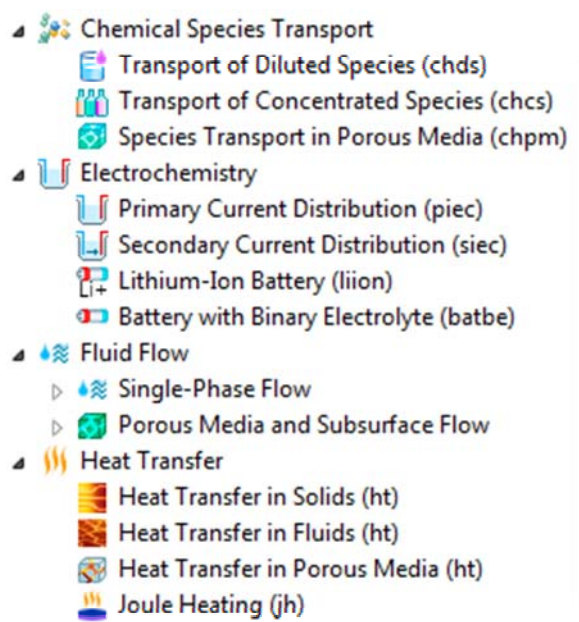 Chemical Species Transport
Transport of Diluted Species (chds)
Transport of Concentrated Species (chcs)
Species Transport in Porous Media (chpm)
Electrochemistry
Primary Current Distribution (piec)
Secondary Current Distribution (siec)
Li+ Lithium-Ion Battery (liion)
Battery with Binary Electrolyte (batbe)
Fluid Flow
Single-Phase Flow
Porous Media and Subsurface Flow
Heat Transfer
Heat Transfer in Solids (ht)
Heat Transfer in Fluids (ht)
Heat Transfer in Porous Media (ht)
Joule Heating (jh)